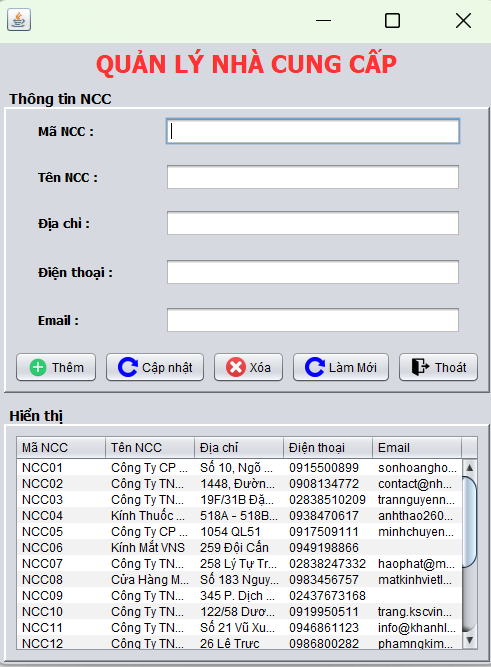 QUẢN LÝ NHÀ CUNG CẤP
Thông tin NCC
Mã NCC :
Tên NCC :
Địa chỉ :
Điện thoại :
Email :
Thêm Cập nhật Xóa Làm Mới Thoát
Hiển thị
Mã NCC Tên NCC Địa chỉ Điện thoại Email
NCC01 Công Ty CP ... Số 10, Ngõ ... 0915500899 sonhoangho...
NCC02 Công Ty TN... 1448, Đườn... 0908134772 contact@nh...
NCC03 Công Ty TN... 19F/31B Đặ... 02838510209 trannguyenn...
NCC04 Kính Thuốc ... 518A - 518B... 0938470617 anhthao260...
NCC05 Công Ty CP ... 1054 QL51 0917509111 minhchuyen...
NCC06 Kính Mắt VNS 259 Đội Cấn 0949198866
NCC07 Công Ty TN... 258 Lý Tự Tr... 02838247332 haophat@m...
NCC08 Cửa Hàng M... Số 183 Nguy... 0983456757 matkinhvietl...
NCC09 Công Ty TN... 345 P. Dịch ... 02437673168
NCC10 Công Ty TN... 122/58 Dươ... 0919950511 trang.kscvin...
NCC11 Công Ty TN... Số 21 Vũ Xu... 0946861123 info@khanhl...
NCC12 Công Ty TN... 26 Lê Trực 0986800282 phamngkim...